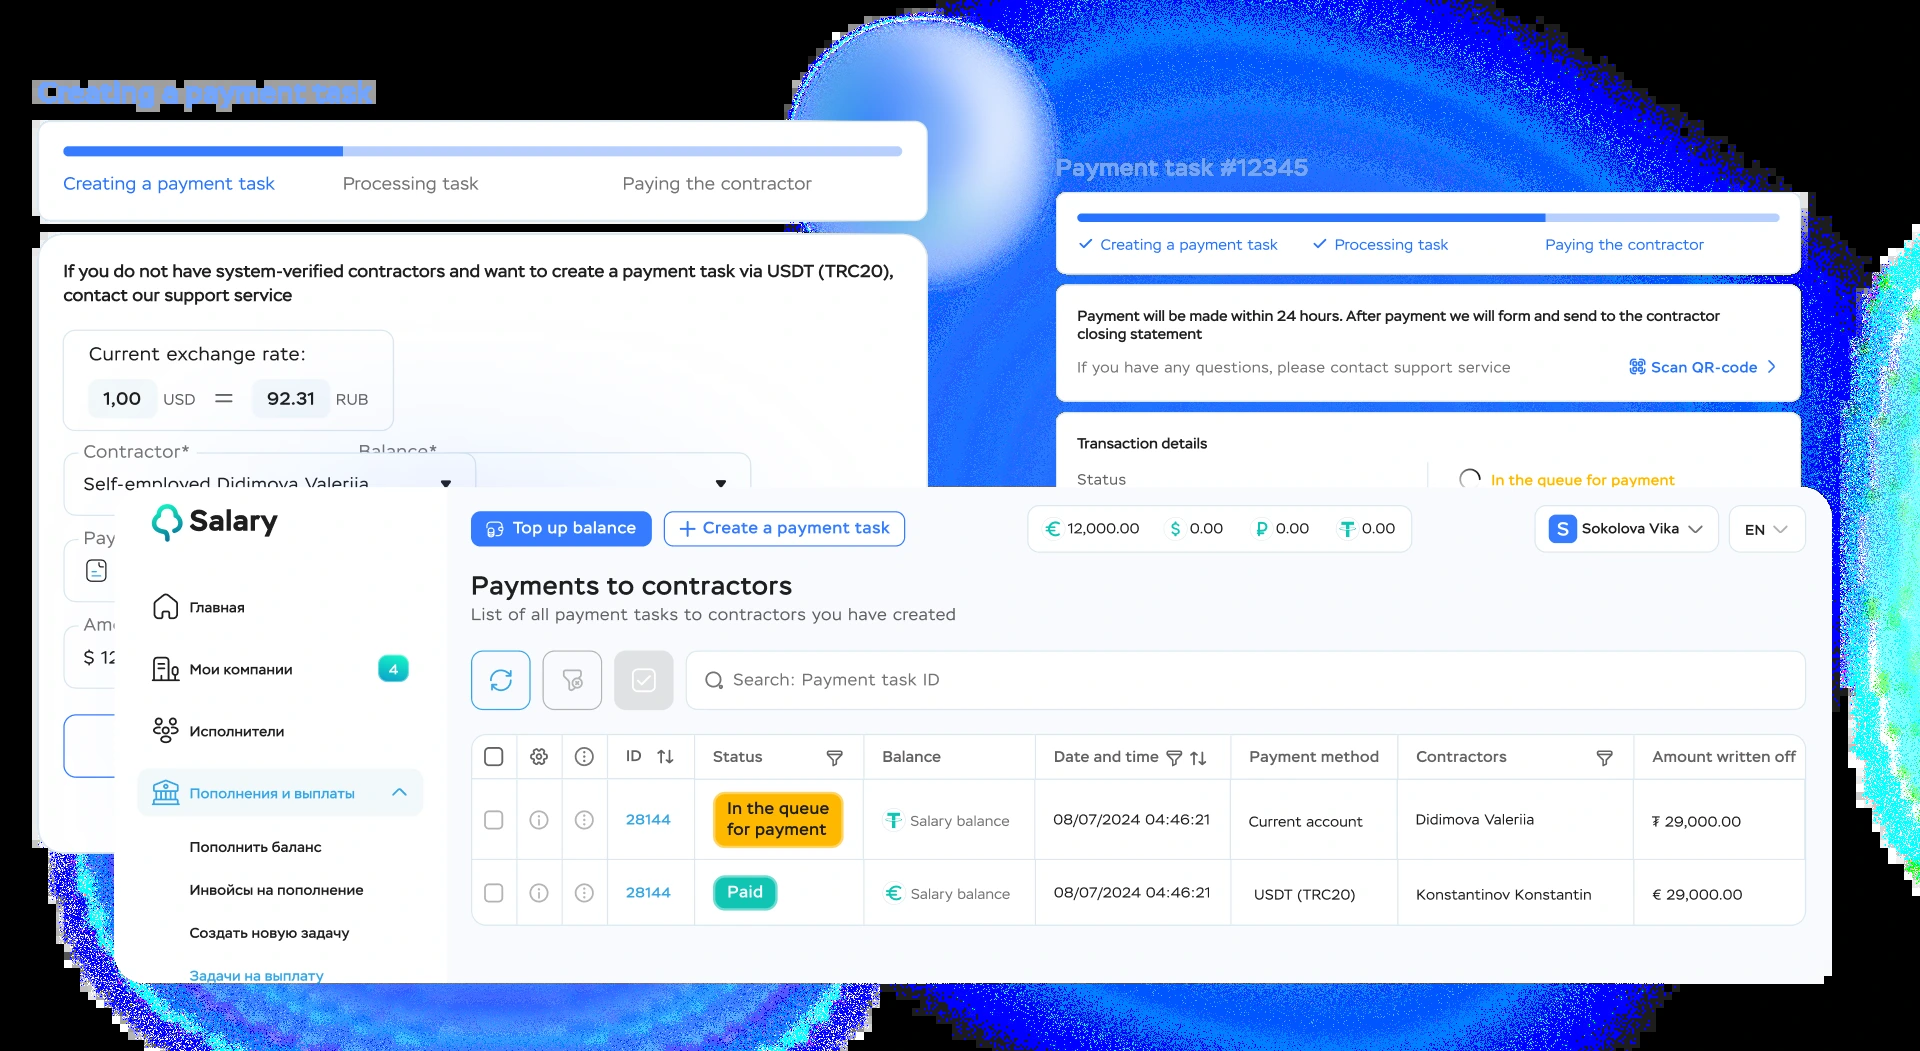 Creating a payment task
Creating a payment task
Processing task
Paying the contractor
If you do not have system-verified contractors and want to create a payment task via USDT (TRC20),
contact our support service
Current exchange rate:
1,00 USD = 92.31 RUB
Contractor*
Balance*
Self-employed Didimova Valeriia
$ 12
Payment task #12345
Creating a payment task
Processing task
Paying the contractor
Payment will be made within 24 hours. After payment we will form and send to the contractor
closing statement
If you have any questions, please contact support service
Scan QR-code
Transaction details
Status
In the queue for payment
Salary
Главная
Мои компании
4
Исполнители
Пополнения и выплаты
Пополнить баланс
Инвойсы на пополнение
Создать новую задачу
Задачи на выплату
Top up balance
+ Create a payment task
€ 12,000.00
$ 0.00
₽ 0.00
₮ 0.00
S Sokolova Vika
EN
Payments to contractors
List of all payment tasks to contractors you have created
Search: Payment task ID
ID
Status
Balance
Date and time
Payment method
Contractors
Amount written off
28144
In the queue
for payment
₮ Salary balance
08/07/2024 04:46:21
Current account
Didimova Valeriia
₮ 29,000.00
28144
Paid
€ Salary balance
08/07/2024 04:46:21
USDT (TRC20)
Konstantinov Konstantin
€ 29,000.00